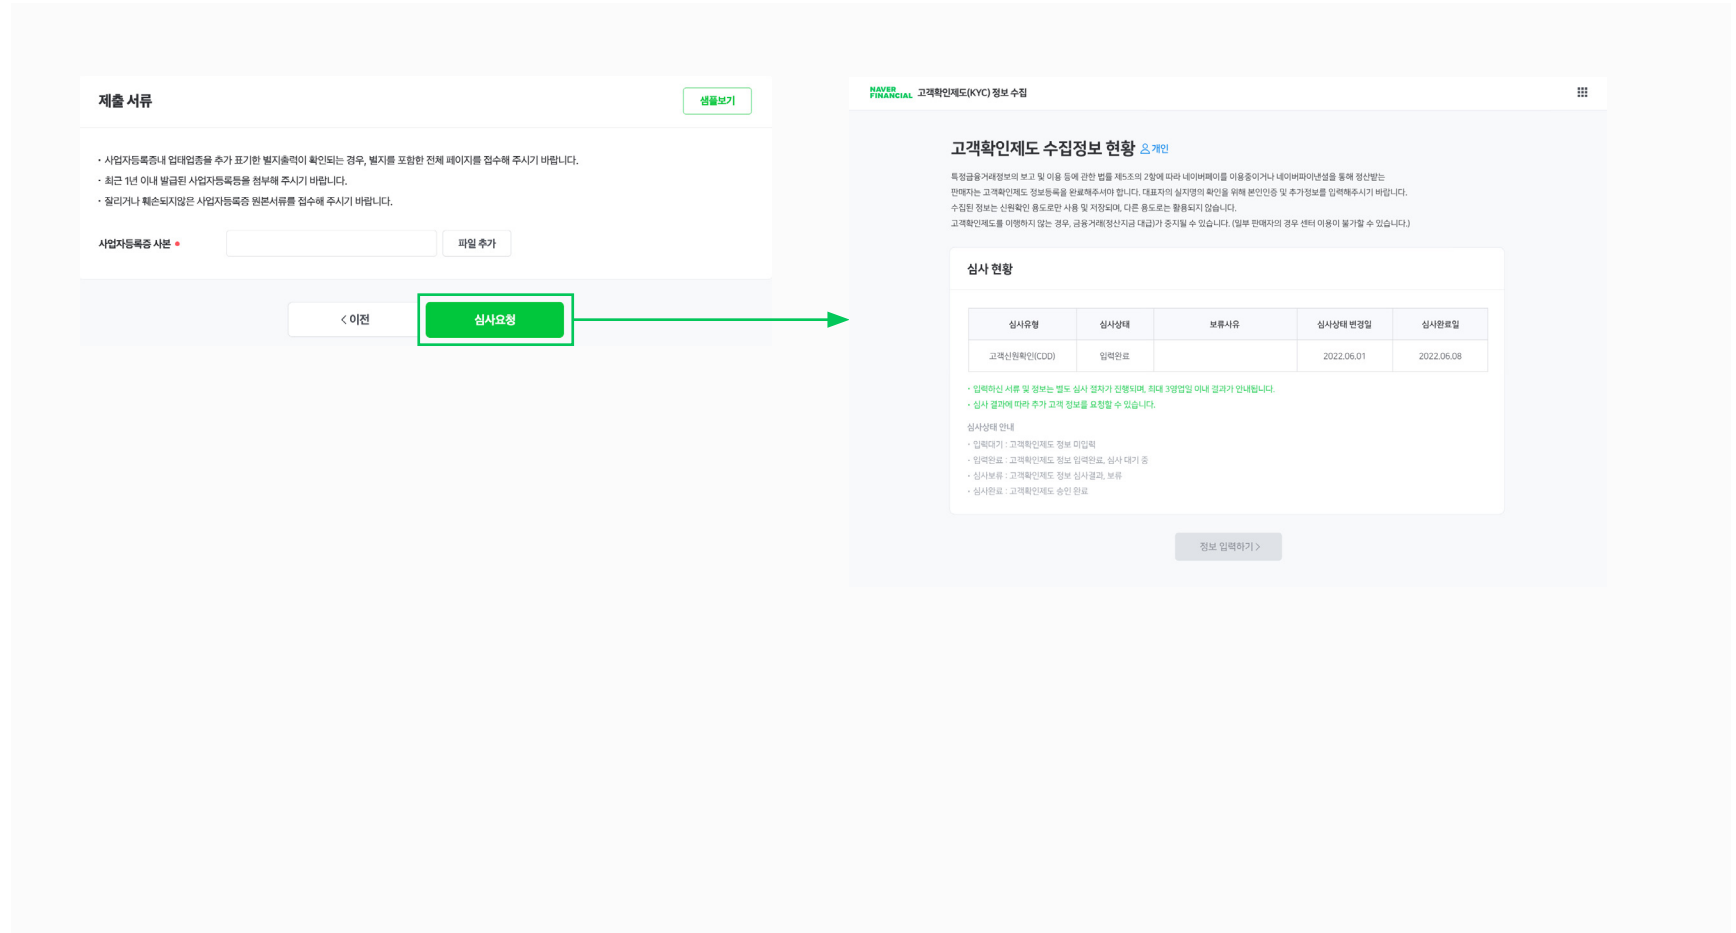 제출 서류
샘플보기
· 사업자등록증내 업태업종을 추가 표기한 별지출력이 확인되는 경우, 별지를 포함한 전체 페이지를 접수해 주시기 바랍니다.
· 최근 1년 이내 발급된 사업자등록등을 첨부해 주시기 바랍니다.
· 잘리거나 훼손되지않은 사업자등록증 원본서류를 접수해 주시기 바랍니다.
사업자등록증 사본
파일 추가
< 이전
심사요청
NAVER FINANCIAL 고객확인제도(KYC) 정보 수집
고객확인제도 수집정보 현황 개인
특정금융거래정보의 보고 및 이용 등에 관한 법률 제5조의 2항에 따라 네이버페이를 이용중이거나 네이버파이낸셜을 통해 정산받는
판매자는 고객확인제도 정보등록을 완료해주셔야 합니다. 대표자의 실지명의 확인을 위해 본인인증 및 추가정보를 입력해주시기 바랍니다.
수집된 정보는 신원확인 용도로만 사용 및 저장되며, 다른 용도로는 활용되지 않습니다.
고객확인제도를 이행하지 않는 경우, 금융거래(정산지금 대금)가 중지될 수 있습니다. (일부 판매자의 경우 센터 이용이 불가할 수 있습니다.)
심사 현황
심사유형 심사상태 보류사유 심사상태 변경일 심사완료일
고객신원확인(CDD) 입력완료 2022.06.01 2022.06.08
· 입력하신 서류 및 정보는 별도 심사 절차가 진행되며, 최대 3영업일 이내 결과가 안내됩니다.
· 심사 결과에 따라 추가 고객 정보를 요청할 수 있습니다.
심사상태 안내
· 입력대기 : 고객확인제도 정보 미입력
· 입력완료 : 고객확인제도 정보 입력완료, 심사 대기 중
· 심사보류 : 고객확인제도 정보 심사결과, 보류
· 심사완료 : 고객확인제도 승인 완료
정보 입력하기 >